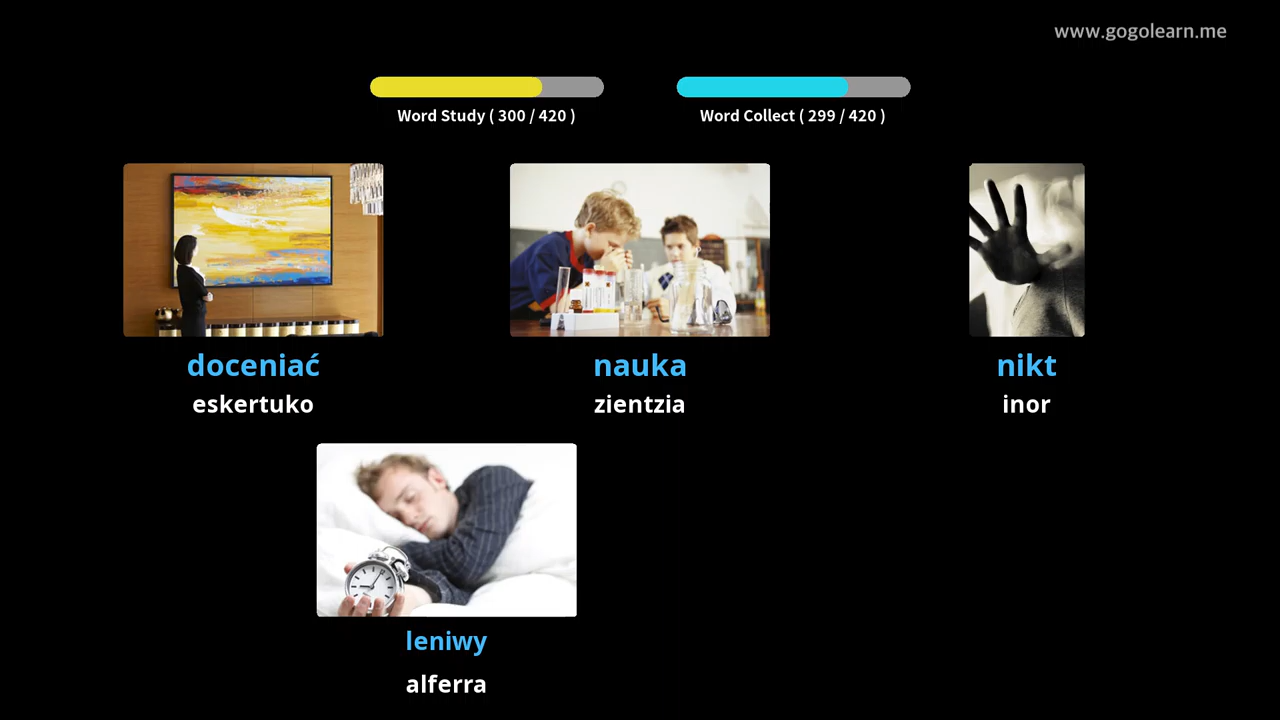 www.gogolearn.me
Word Study ( 300 / 420 )
Word Collect ( 299 / 420 )
doceniać
eskertuko
nauka
zientzia
nikt
inor
leniwy
alferra